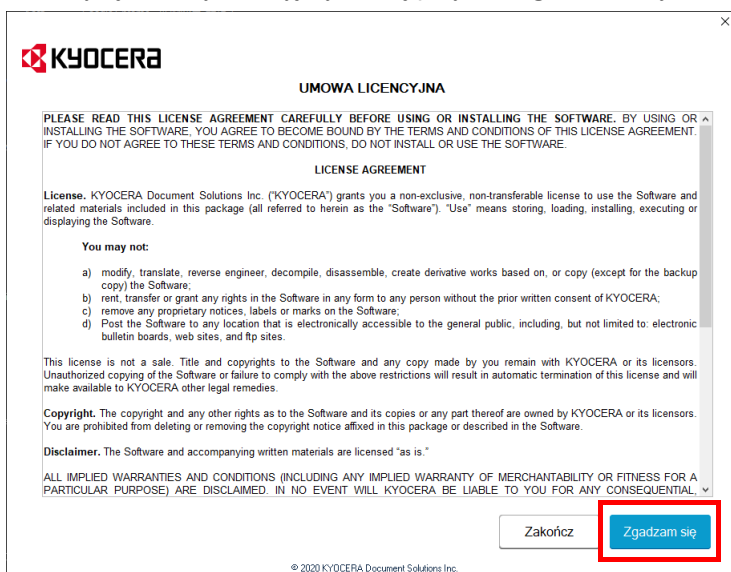 KYOCERA
UMOWA LICENCYJNA
PLEASE READ THIS LICENSE AGREEMENT CAREFULLY BEFORE USING OR INSTALLING THE SOFTWARE. BY USING OR
INSTALLING THE SOFTWARE, YOU AGREE TO BECOME BOUND BY THE TERMS AND CONDITIONS OF THIS LICENSE AGREEMENT.
IF YOU DO NOT AGREE TO THESE TERMS AND CONDITIONS, DO NOT INSTALL OR USE THE SOFTWARE.
LICENSE AGREEMENT
License. KYOCERA Document Solutions Inc. ("KYOCERA") grants you a non-exclusive, non-transferable license to use the Software and
related materials included in this package (all referred to herein as the "Software"). "Use" means storing, loading, installing, executing or
displaying the Software.
You may not:
a) modify, translate, reverse engineer, decompile, disassemble, create derivative works based on, or copy (except for the backup
copy) the Software;
b) rent, transfer or grant any rights in the Software in any form to any person without the prior written consent of KYOCERA;
c) remove any proprietary notices, labels or marks on the Software;
d) Post the Software to any location that is electronically accessible to the general public, including, but not limited to: electronic
bulletin boards, web sites, and ftp sites.
This license is not a sale. Title and copyrights to the Software and any copy made by you remain with KYOCERA or its licensors.
Unauthorized copying of the Software or failure to comply with the above restrictions will result in automatic termination of this license and will
make available to KYOCERA other legal remedies.
Copyright. The copyright and any other rights as to the Software and its copies or any part thereof are owned by KYOCERA or its licensors.
You are prohibited from deleting or removing the copyright notice affixed in this package or described in the Software.
Disclaimer. The Software and accompanying written materials are licensed "as is."
ALL IMPLIED WARRANTIES AND CONDITIONS (INCLUDING ANY IMPLIED WARRANTY OF MERCHANTABILITY OR FITNESS FOR A
PARTICULAR PURPOSE) ARE DISCLAIMED. IN NO EVENT WILL KYOCERA BE LIABLE TO YOU FOR ANY CONSEQUENTIAL,
Zakończ
Zgadzam się
© 2020 KYOCERA Document Solutions Inc.